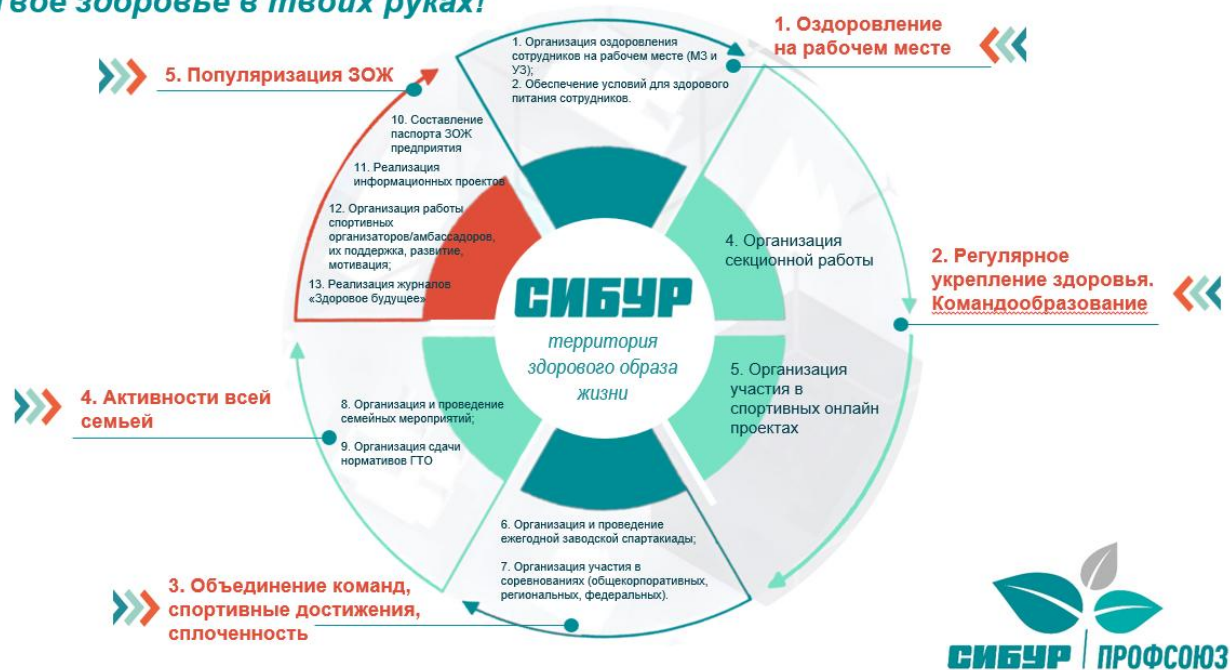 Твое здоровье в твоих руках!
1. Оздоровление
на рабочем месте
1. Организация оздоровления
сотрудников на рабочем месте (МЗ и
УЗ);
2. Обеспечение условий для здорового
питания сотрудников.
5. Популяризация ЗОЖ
10. Составление
паспорта ЗОЖ
предприятия
11. Реализация
информационных проектов
12. Организация работы
спортивных
организаторов/амбассадоров,
их поддержка, развитие,
мотивация;
13. Реализация журналов
«Здоровое будущее»
4. Организация
секционной работы
2. Регулярное
укрепление здоровья.
Командообразование
СИБУР
территория
здорового образа
жизни
5. Организация
участия в
спортивных онлайн
проектах
4. Активности всей
семьей
8. Организация и проведение
семейных мероприятий;
9. Организация сдачи
нормативов ГТО
6. Организация и проведение
ежегодной заводской спартакиады;
7. Организация участия в
соревнованиях (общекорпоративных,
региональных, федеральных).
3. Объединение команд,
спортивные достижения,
сплоченность
СИБУР | ПРОФСОЮЗ